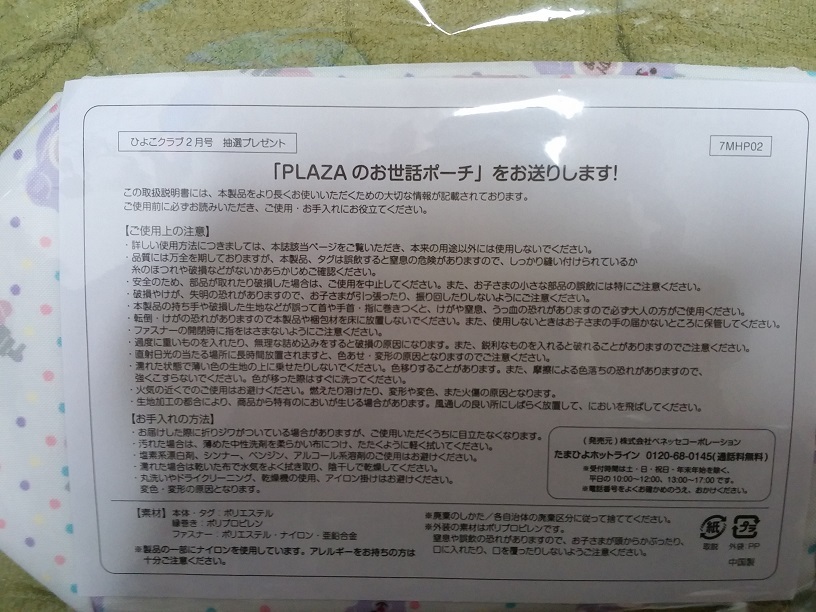 ひよこクラブ2月号 抽選プレゼント
7MHP02
「PLAZAのお世話ポーチ」をお送りします!
この取扱説明書には、本製品をより長くお使いいただくための大切な情報が記載されております。
ご使用前に必ずお読みいただき、ご使用・お手入れにお役立てください。
【ご使用上の注意】
・詳しい使用方法につきましては、本誌該当ページをご覧いただき、本来の用途以外には使用しないでください。
・品質には万全を期しておりますが、本製品、タグは誤飲すると窒息の危険がありますので、しっかり縫い付けられているか
糸のほつれや破損などがないかあらかじめご確認ください。
・安全のため、部品が取れたり破損した場合は、ご使用を中止してください。また、お子さまの小さな部品の誤飲には特にご注意ください。
・破損やけが、失明の恐れがありますので、お子さまが引っ張ったり、振り回したりしないようにご注意ください。
・本製品の持ち手や破損した生地などが誤って首や手首・指に巻きつくと、けがや窒息、うっ血の恐れがありますので必ず大人の方がご使用ください。
・転倒・けがの恐れがありますので本製品や梱包材を床に放置しないでください。また、使用しないときはお子さまの手の届かないところに保管してください。
・ファスナーの開閉時に指をはさまないようにご注意ください。
・過度に重いものを入れたり、無理な詰め込みをすると破損の原因になります。また、鋭利なものを入れると破れることがありますのでご注意ください。
・直射日光の当たる場所に長時間放置されますと、色あせ・変形の原因となりますのでご注意ください。
・濡れた状態で薄い色の生地の上に乗せたりしないでください。色移りすることがあります。また、摩擦による色落ちの恐れがありますので、
強くこすらないでください。色が移った際はすぐに洗ってください。
・火気の近くでのご使用はお避けください。燃えたり溶けたり、変形や変色、また火傷の原因となります。
・生地加工の都合により、商品から特有のにおいが生じる場合があります。風通しの良い所にしばらく放置して、においを飛ばしてください。
【お手入れの方法】
・お届けした際に折りジワがついている場合がありますが、ご使用いただくうちに目立たなくなります。
・汚れた場合は、薄めた中性洗剤を柔らかい布につけ、たたくように軽く拭いてください。
・塩素系漂白剤、シンナー、ベンジン、アルコール系溶剤のご使用はお避けください。
・濡れた場合は乾いた布で水気をよく拭き取り、陰干しで乾燥してください。
・丸洗いやドライクリーニング、乾燥機の使用、アイロン掛けはお避けください。
変色・変形の原因となります。
(発売元)株式会社ベネッセコーポレーション
たまひよホットライン 0120-68-0145(通話料無料)
※受付時間は土・日・祝日・年末年始を除く、
平日の10:00~12:00、13:00~17:00 です。
※電話番号をよくお確かめのうえ、おかけください。
【素材】本体・タグ:ポリエステル
縁巻き:ポリプロピレン
ファスナー:ポリエステル・ナイロン・亜鉛合金
※製品の一部にナイロンを使用しています。アレルギーをお持ちの方は
十分ご注意ください。
※廃棄のしかた/各自治体の廃棄区分に従って捨ててください。
※外装の素材はポリプロピレンです。
窒息や誤飲の恐れがありますので、お子さまが頭からかぶったり、
口に入れたり、口を覆ったりしないようご注意ください。
紙 プラ
取説 外袋:PP
中国製